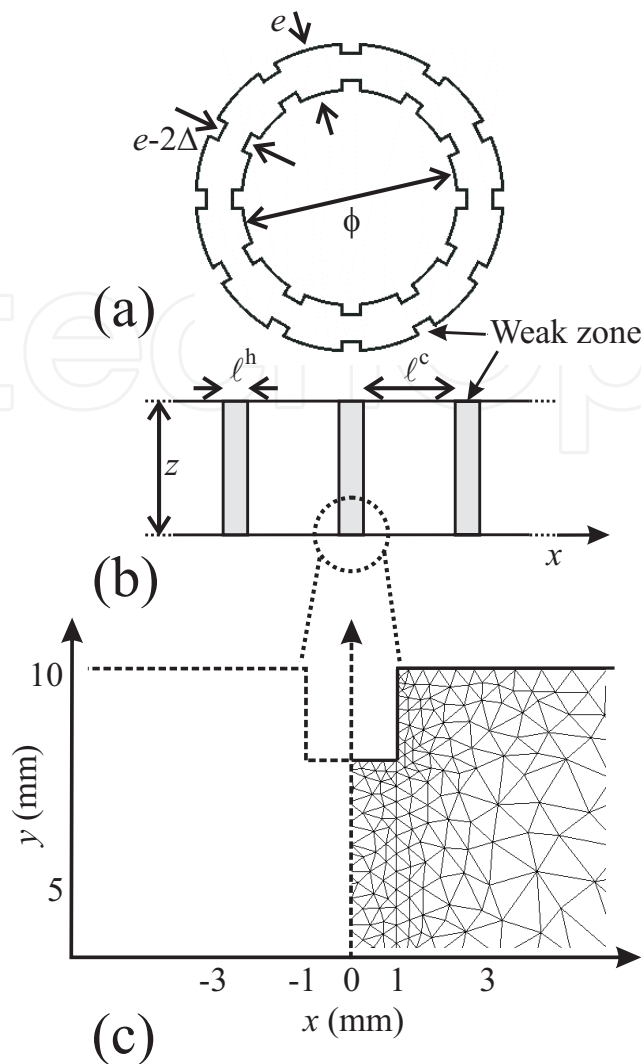 e
e-2Δ
ϕ
(a)
Weak zone
ℓʰ
ℓᶜ
z
x
(b)
10
y (mm)
5
-3 -1 0 1 3
x (mm)
(c)